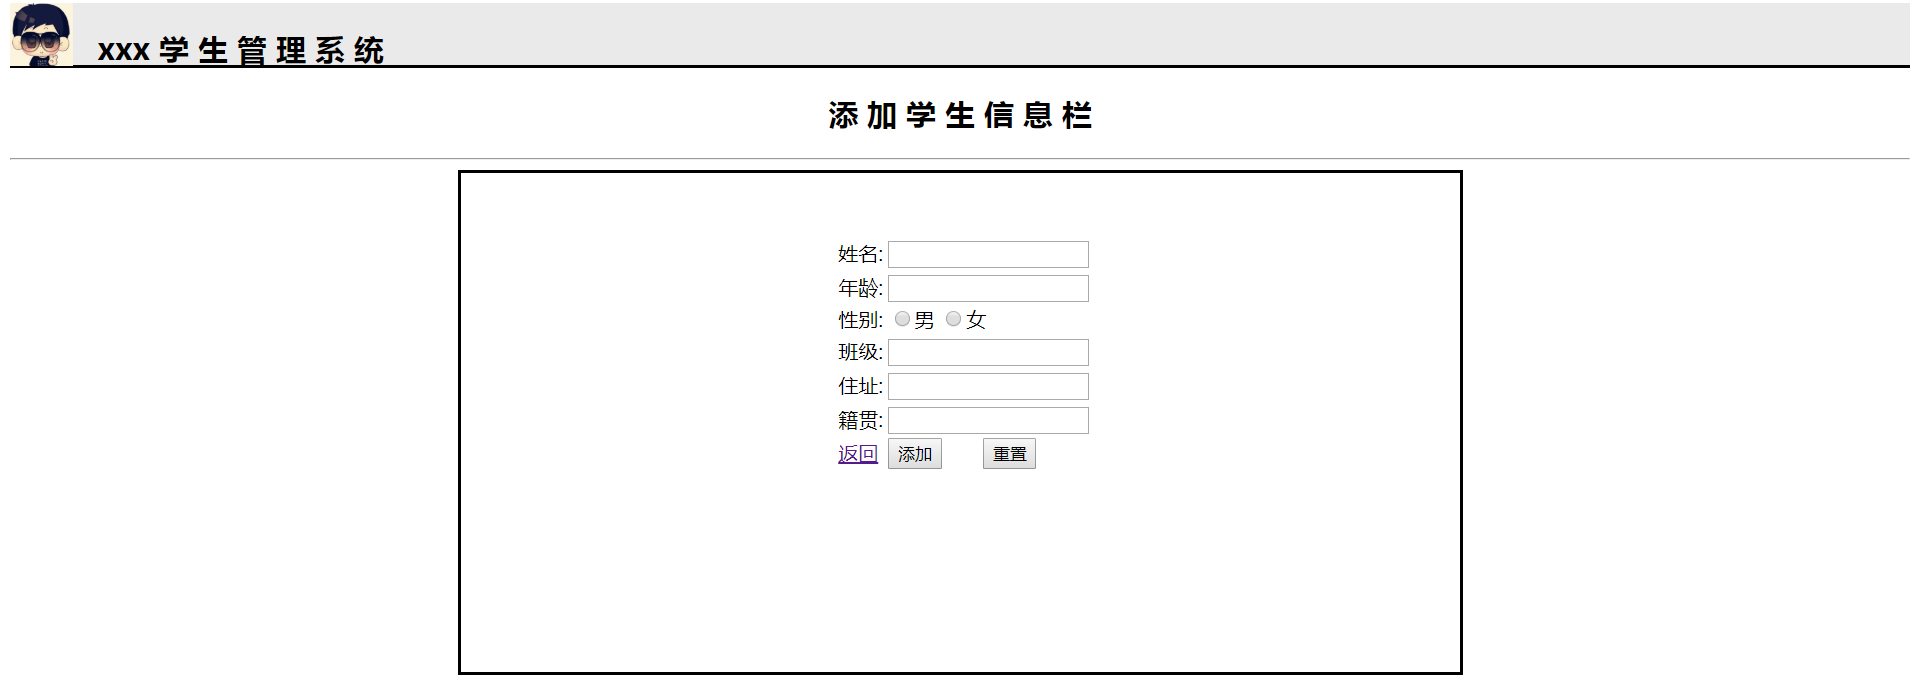 xxx 学 生 管 理 系 统
添 加 学 生 信 息 栏
姓名:
年龄:
性别: 男 女
班级:
住址:
籍贯:
返回 添加 重置